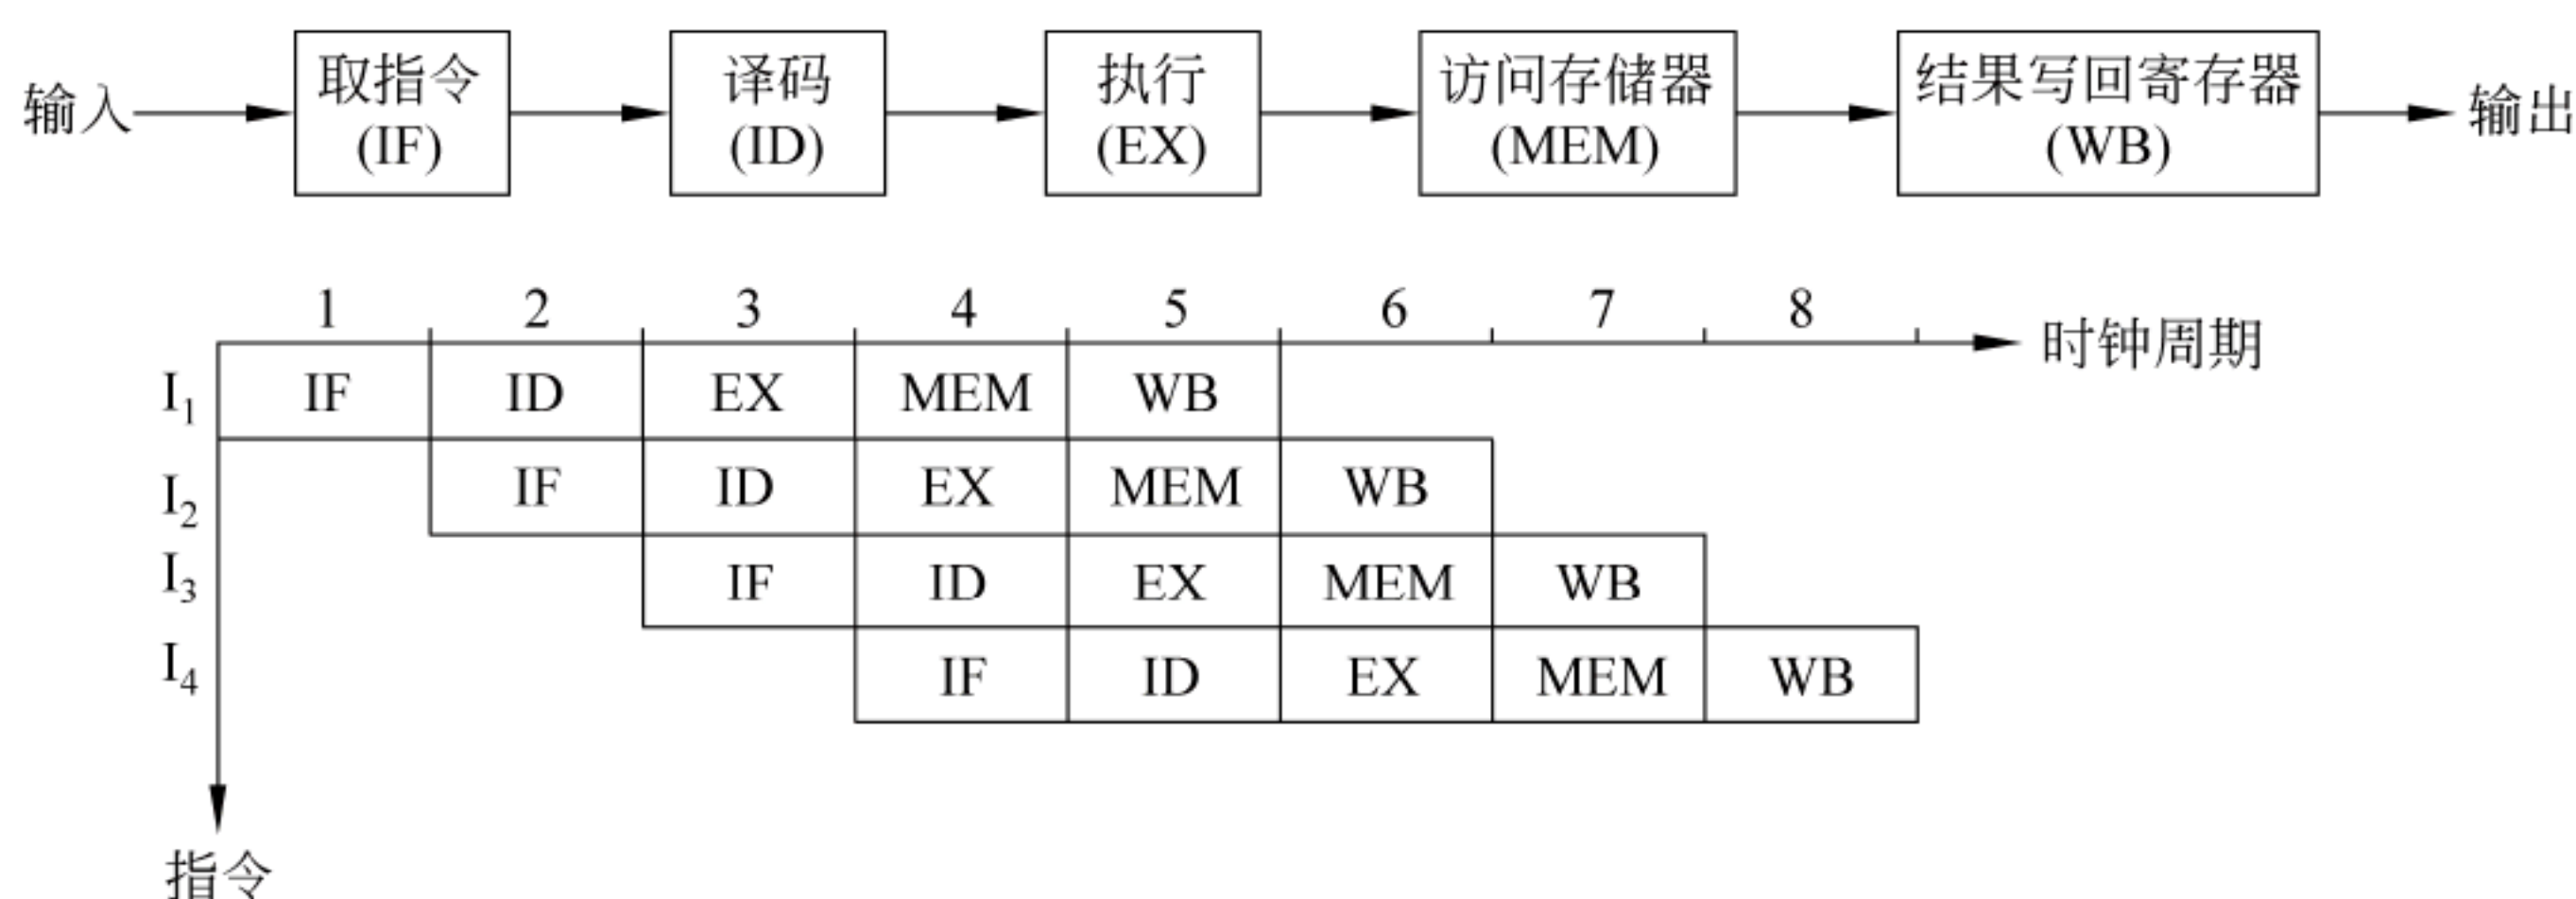 输入 取指令 译码 执行 访问存储器 结果写回寄存器 输出
(IF) (ID) (EX) (MEM) (WB)
1 2 3 4 5 6 7 8
时钟周期
I1 IF ID EX MEM WB
I2 IF ID EX MEM WB
I3 IF ID EX MEM WB
I4 IF ID EX MEM WB
指令